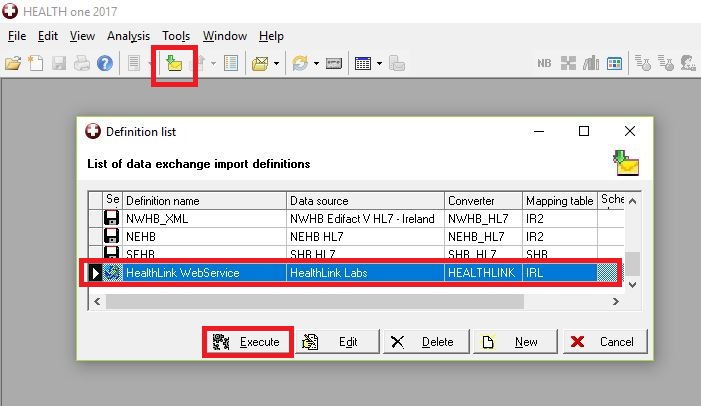 HEALTH one 2017
File Edit View Analysis Tools Window Help
NB
Definition list
List of data exchange import definitions
Se Definition name Data source Converter Mapping table Sche
NWHB_XML NWHB Edifact V HL7 - Ireland NWHB_HL7 IR2
NEHB NEHB HL7 NEHB_HL7 IR2
SEHB SHB HL7 SHB_HL7 SHB
HealthLink WebService HealthLink Labs HEALTHLINK IRL
Execute Edit Delete New Cancel